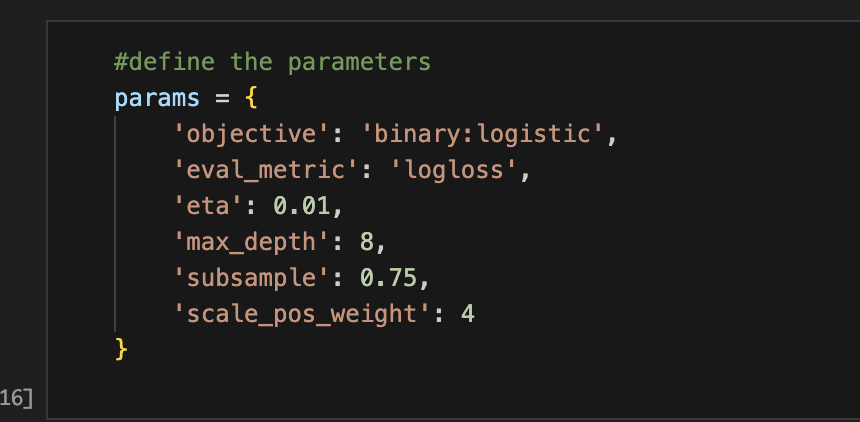 #define the parameters
params = {
    'objective': 'binary:logistic',
    'eval_metric': 'logloss',
    'eta': 0.01,
    'max_depth': 8,
    'subsample': 0.75,
    'scale_pos_weight': 4
}
16]